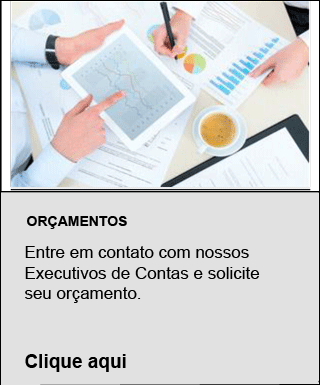 ORÇAMENTOS
Entre em contato com nossos
Executivos de Contas e solicite
seu orçamento.
Clique aqui